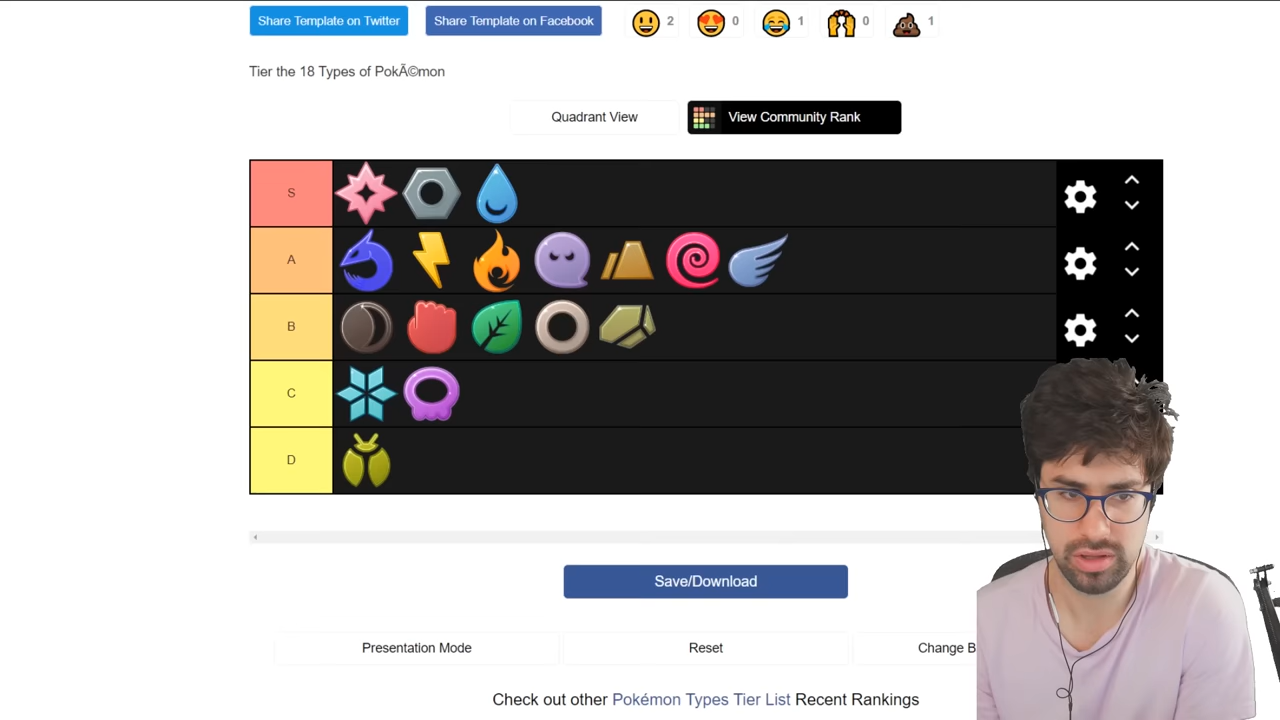 Share Template on Twitter
Share Template on Facebook
2
0
1
0
1
Tier the 18 Types of PokÃ©mon
Quadrant View
View Community Rank
S
A
B
C
D
Save/Download
Presentation Mode
Reset
Change B
Check out other Pokémon Types Tier List Recent Rankings